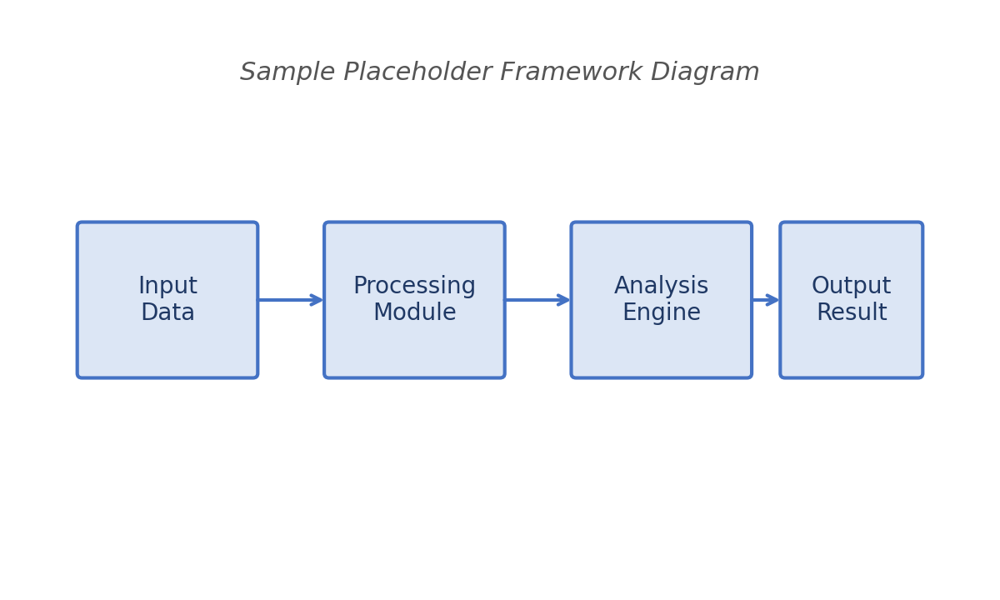 Sample Placeholder Framework Diagram
Input
Data
Processing
Module
Analysis
Engine
Output
Result